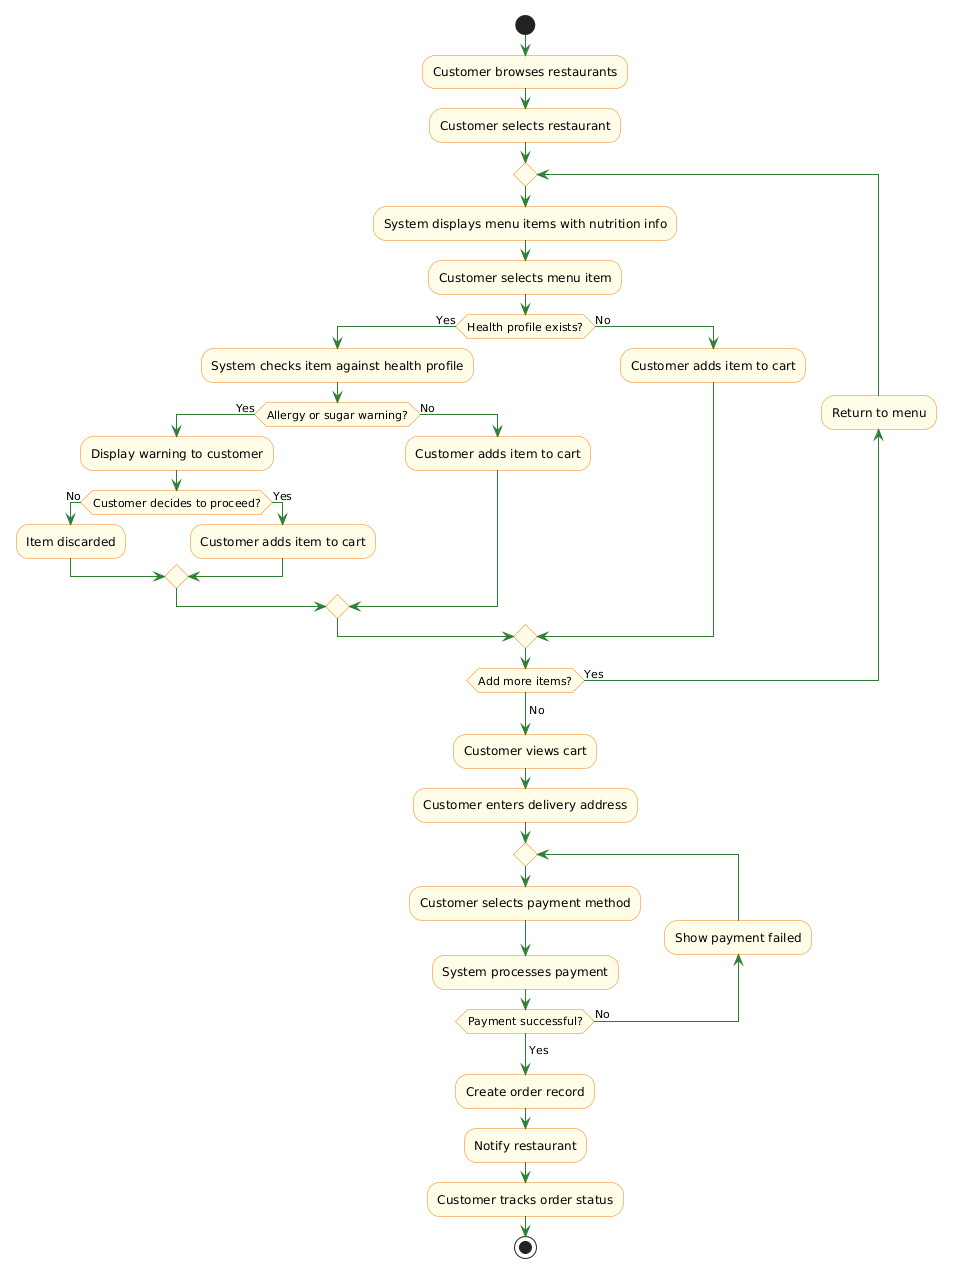 Customer browses restaurants
Customer selects restaurant
System displays menu items with nutrition info
Customer selects menu item
Yes
Health profile exists?
No
System checks item against health profile
Customer adds item to cart
Yes
Allergy or sugar warning?
No
Return to menu
Display warning to customer
Customer adds item to cart
No
Customer decides to proceed?
Yes
Item discarded
Customer adds item to cart
Add more items?
Yes
No
Customer views cart
Customer enters delivery address
Customer selects payment method
Show payment failed
System processes payment
Payment successful?
No
Yes
Create order record
Notify restaurant
Customer tracks order status